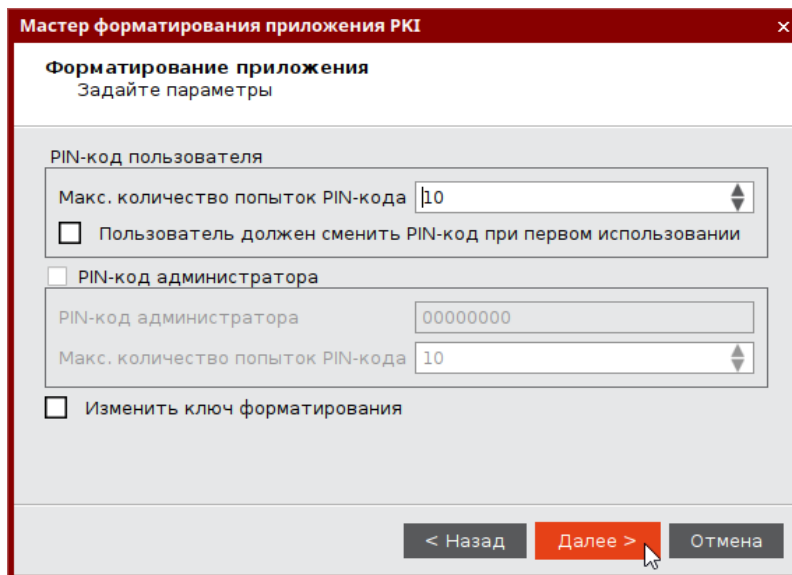 Мастер форматирования приложения PKI
Форматирование приложения
Задайте параметры
PIN-код пользователя
Макс. количество попыток PIN-кода 10
Пользователь должен сменить PIN-код при первом использовании
PIN-код администратора
PIN-код администратора 00000000
Макс. количество попыток PIN-кода 10
Изменить ключ форматирования
< Назад Далее > Отмена